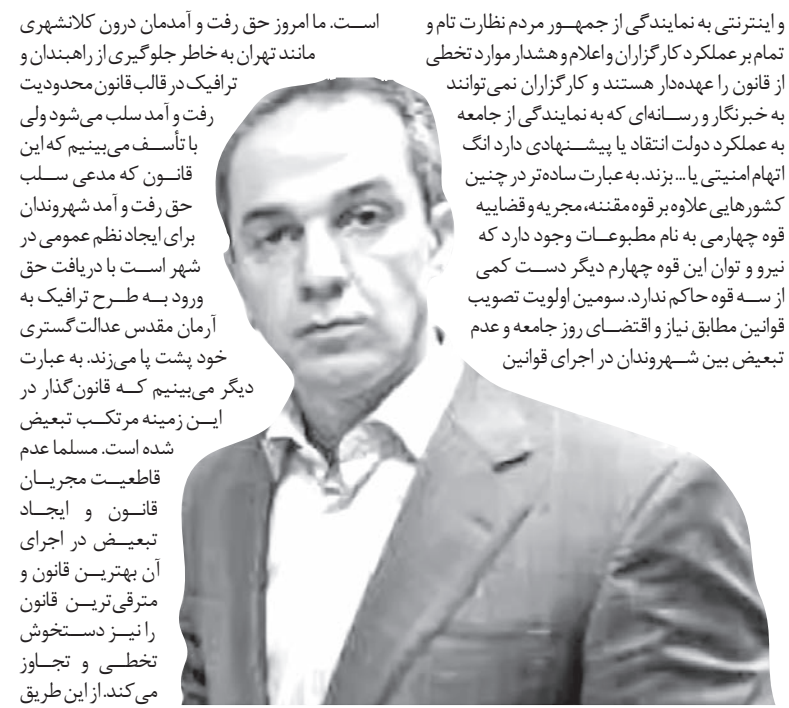 و اینترنتی به نمایندگی از جمهور مردم نظارت تام و
تمام بر عملکرد کارگزاران و اعلام و هشدار موارد تخطی
از قانون را عهده‌دار هستند و کارگزاران نمی‌توانند
به خبرنگار و رسانه‌ای که به نمایندگی از جامعه
به عملکرد دولت انتقاد یا پیشنهادی دارد انگ
اتهام امنیتی یا... بزند. به عبارت ساده‌تر در چنین
کشورهایی علاوه بر قوه مقننه، مجریه و قضاییه
قوه چهارمی به نام مطبوعات وجود دارد که
نیرو و توان این قوه چهارم دیگر دست کمی
از سه قوه حاکم ندارد. سومین اولویت تصویب
قوانین مطابق نیاز و اقتضای روز جامعه و عدم
تبعیض بین شهروندان در اجرای قوانین
است. ما امروز حق رفت و آمدمان درون کلانشهری
مانند تهران به خاطر جلوگیری از راهبندان و
ترافیک در قالب قانون محدودیت
رفت و آمد سلب می‌شود ولی
با تأسف می‌بینیم که این
قانون که مدعی سلب
حق رفت و آمد شهروندان
برای ایجاد نظم عمومی در
شهر است با دریافت حق
ورود به طرح ترافیک به
آرمان مقدس عدالت‌گستری
خود پشت پا می‌زند. به عبارت
دیگر می‌بینیم که قانون‌گذار در
این زمینه مرتکب تبعیض
شده است. مسلما عدم
قاطعیت مجریان
قانون و ایجاد
تبعیض در اجرای
آن بهترین قانون و
مترقی‌ترین قانون
را نیز دستخوش
تخطی و تجاوز
می‌کند. از این طریق